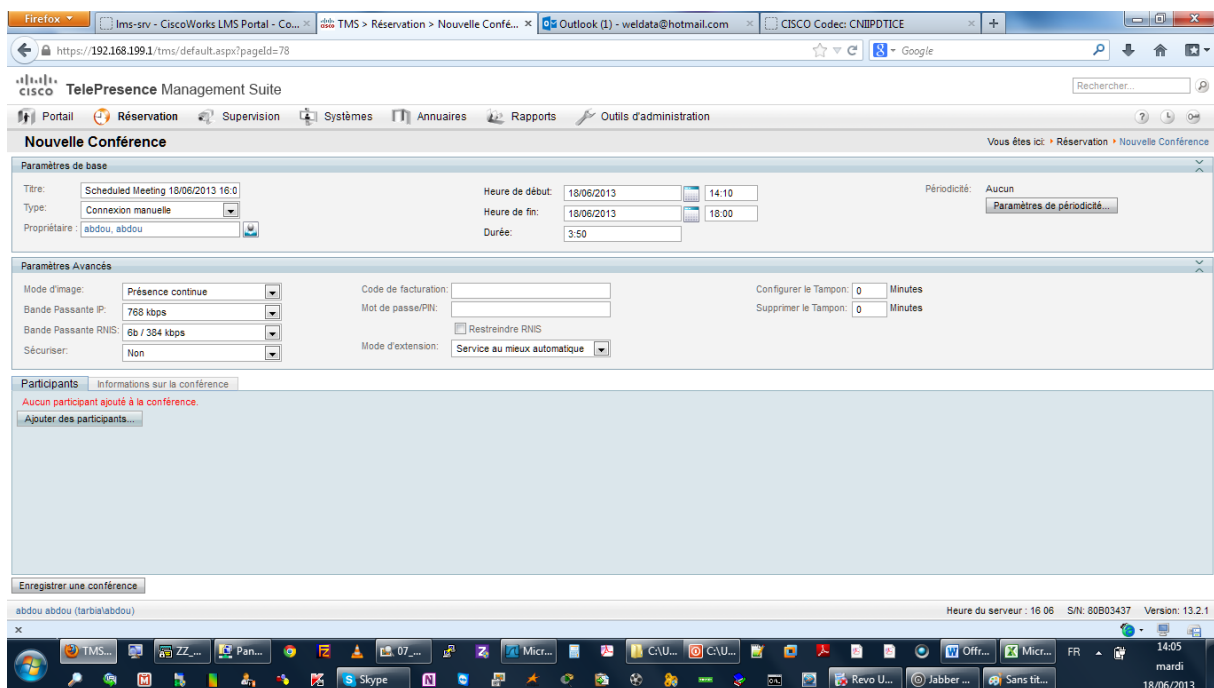 Firefox
lms-srv - CiscoWorks LMS Portal - Co...
TMS > Réservation > Nouvelle Confé...
Outlook (1) - weldata@hotmail.com
CISCO Codec: CNIIPDTICE
https://192.168.199.1/tms/default.aspx?pageId=78
Google
CISCO TelePresence Management Suite
Rechercher...
Portail Réservation Supervision Systèmes Annuaires Rapports Outils d'administration
Nouvelle Conférence
Vous êtes ici: Réservation Nouvelle Conférence
Paramètres de base
Titre: Scheduled Meeting 18/06/2013 16:0
Heure de début: 18/06/2013 14:10
Périodicité: Aucun
Type: Connexion manuelle
Heure de fin: 18/06/2013 18:00
Paramètres de périodicité...
Propriétaire : abdou, abdou
Durée: 3:50
Paramètres Avancés
Mode d'image: Présence continue
Code de facturation:
Configurer le Tampon: 0 Minutes
Bande Passante IP: 768 kbps
Mot de passe/PIN:
Supprimer le Tampon: 0 Minutes
Bande Passante RNIS: 6b / 384 kbps
Restreindre RNIS
Sécuriser: Non
Mode d'extension: Service au mieux automatique
Participants Informations sur la conférence
Aucun participant ajouté à la conférence.
Ajouter des participants...
Enregistrer une conférence
abdou abdou (tarbia\abdou)
Heure du serveur : 16 06 S/N: 80B03437 Version: 13.2.1
TMS... ZZ_... Pan... 07_... Micr... C:\U... C:\U... Offr... Micr... FR 14:05
mardi
Skype Revo U... Jabber ... Sans tit... 18/06/2013